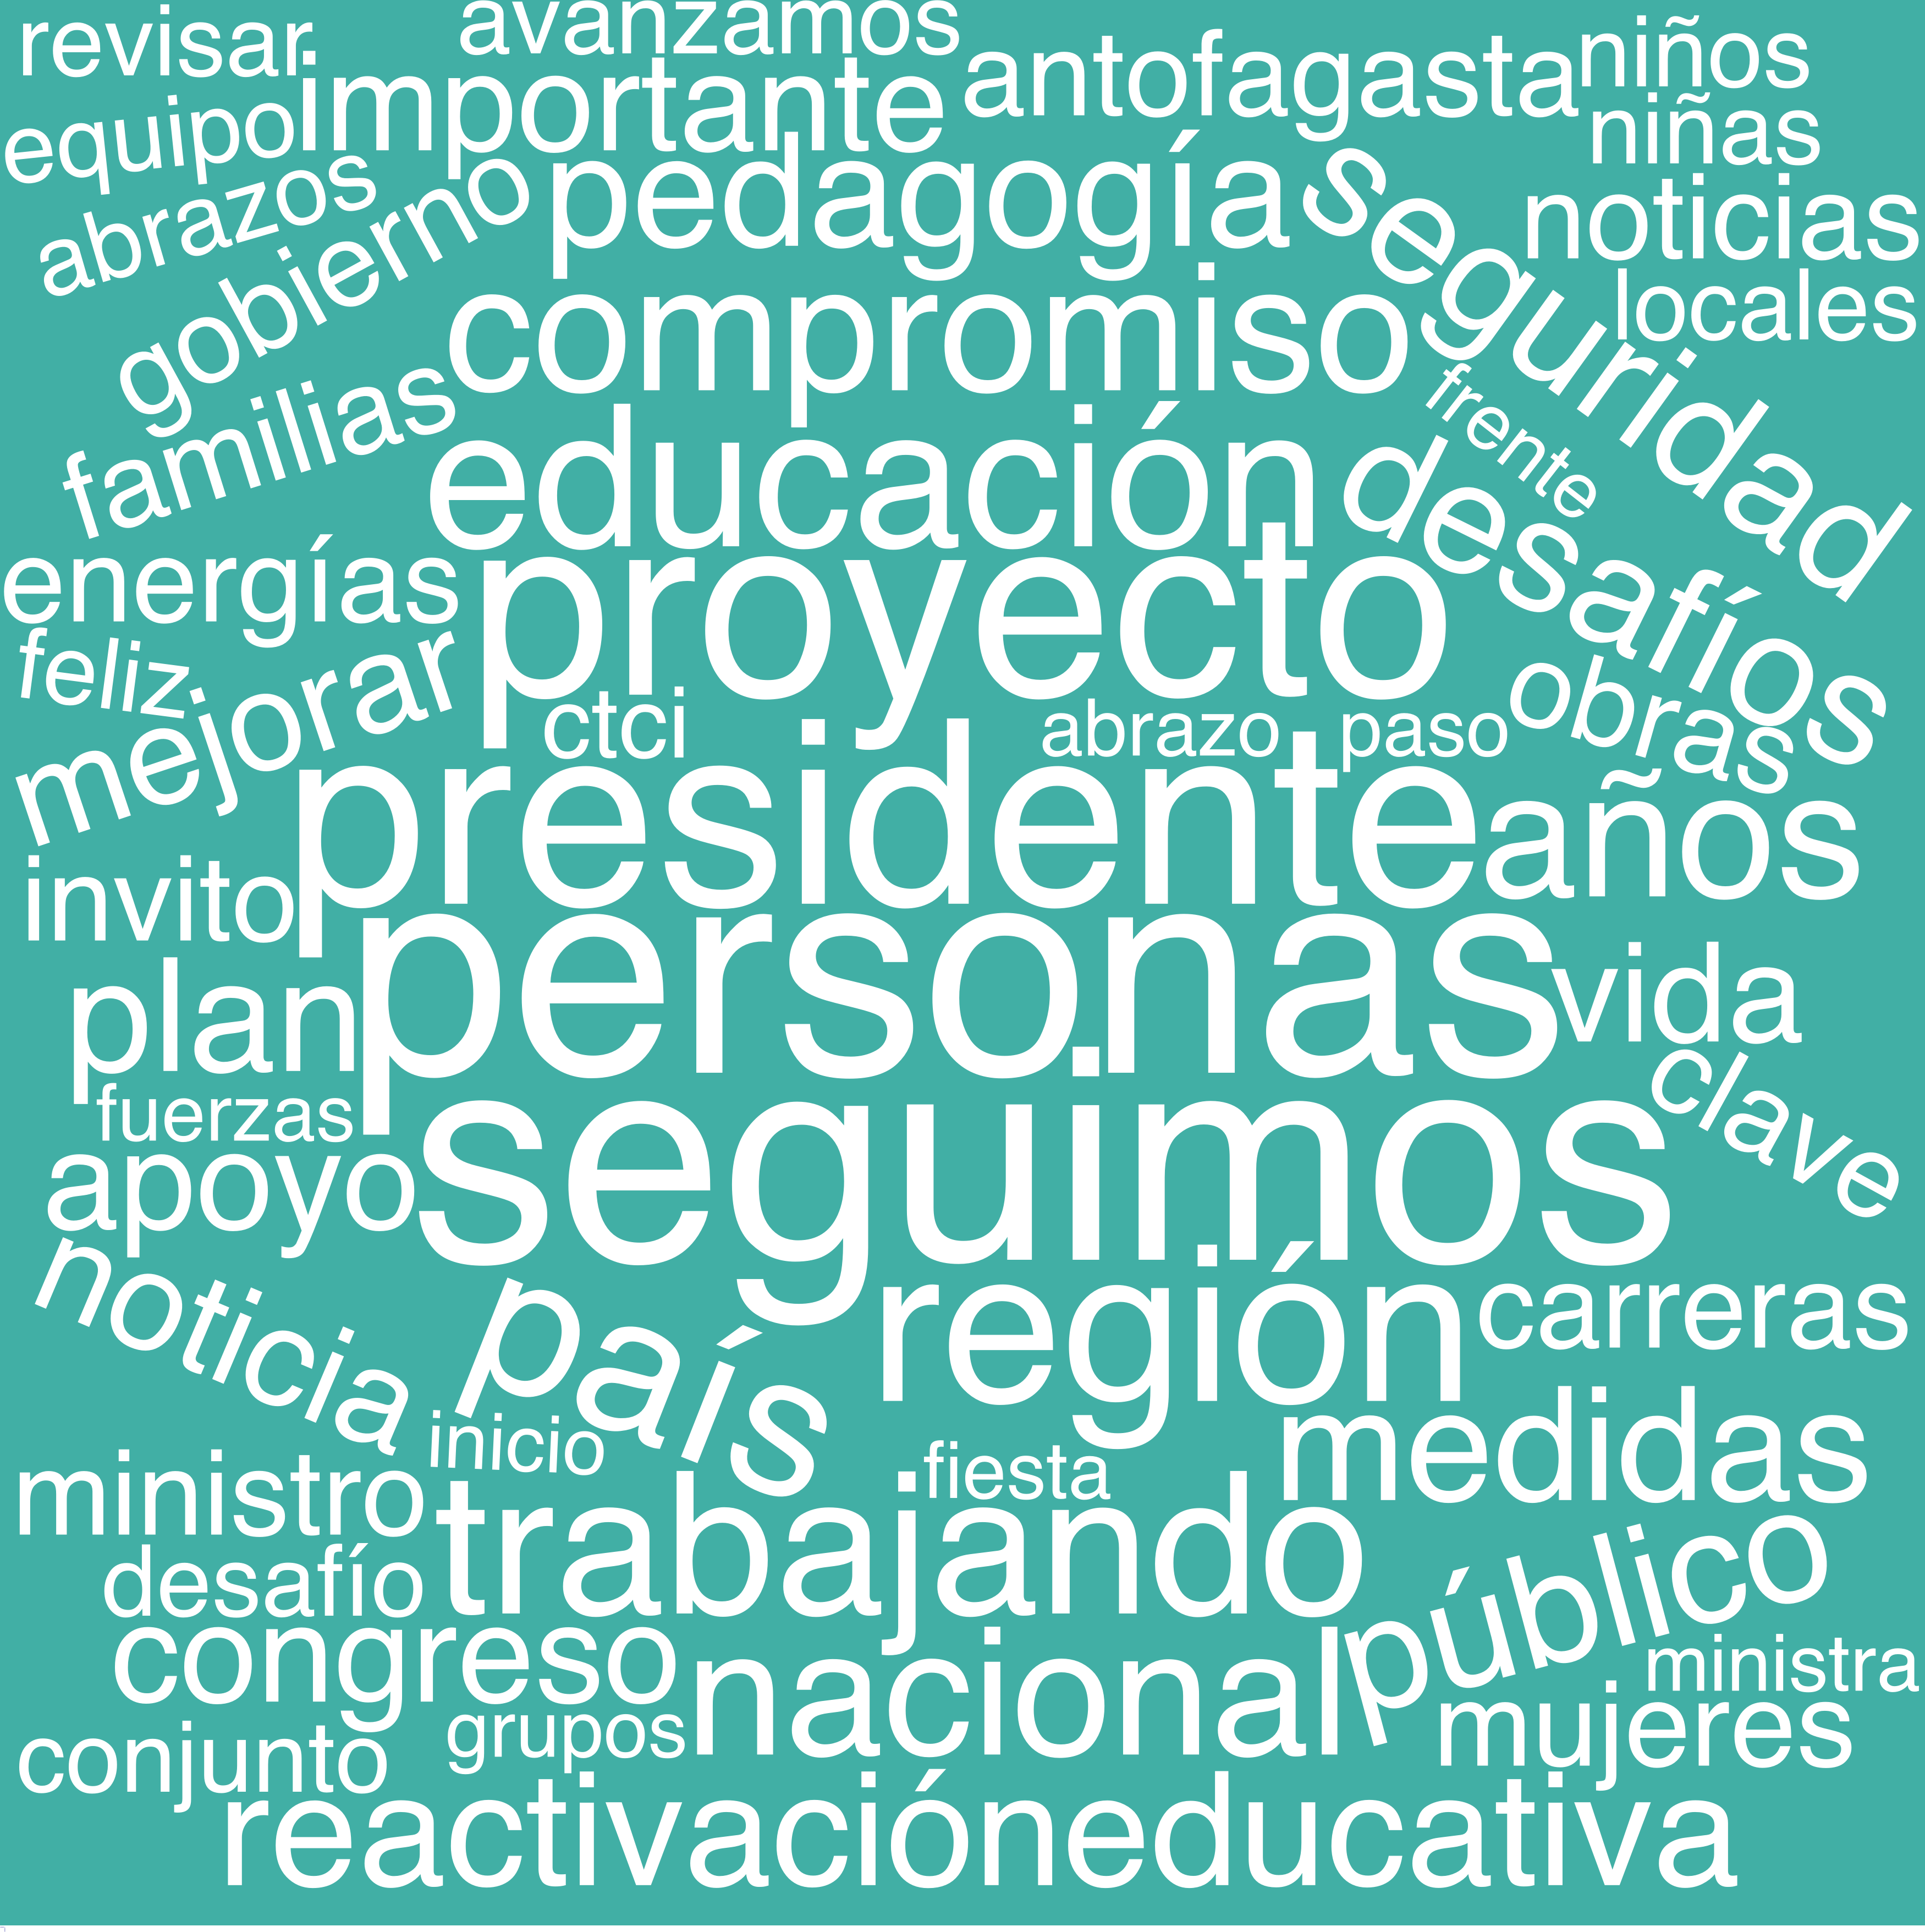 revisar
avanzamos
importante
antofagasta
niños
equipo
niñas
abrazos
pedagogía
seguridad
noticias
gobierno
compromiso
locales
familias
educación
frente
desafíos
energías
proyecto
feliz
mejorar
ctci
abrazo
paso
obras
presidente
años
invito
personas
vida
plan
fuerzas
clave
apoyo
seguimos
noticia
país
región
carreras
inicio
fiesta
medidas
ministro
trabajando
desafío
público
congreso
nacional
ministra
conjunto
grupos
mujeres
reactivación
educativa